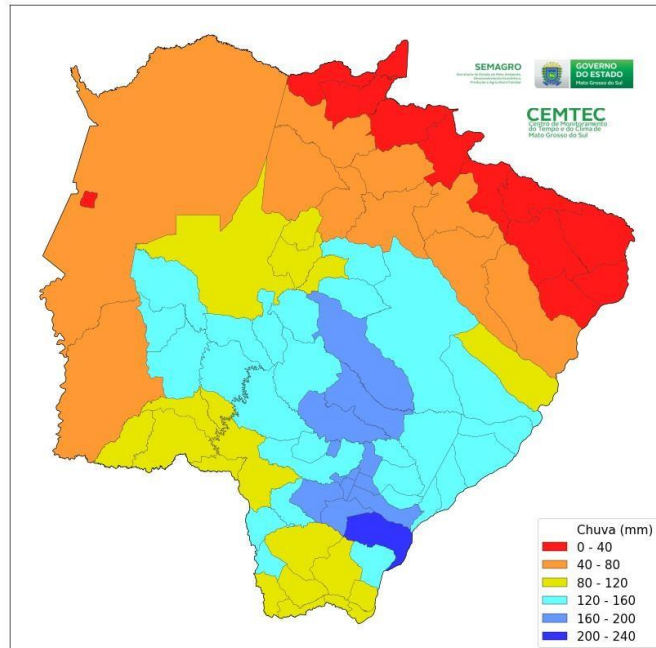 SEMAGRO
GOVERNO
DO ESTADO
Mato Grosso do Sul
CEMTEC
Centro de Monitoramento
do Tempo e do Clima de
Mato Grosso do Sul
Chuva (mm)
0 - 40
40 - 80
80 - 120
120 - 160
160 - 200
200 - 240